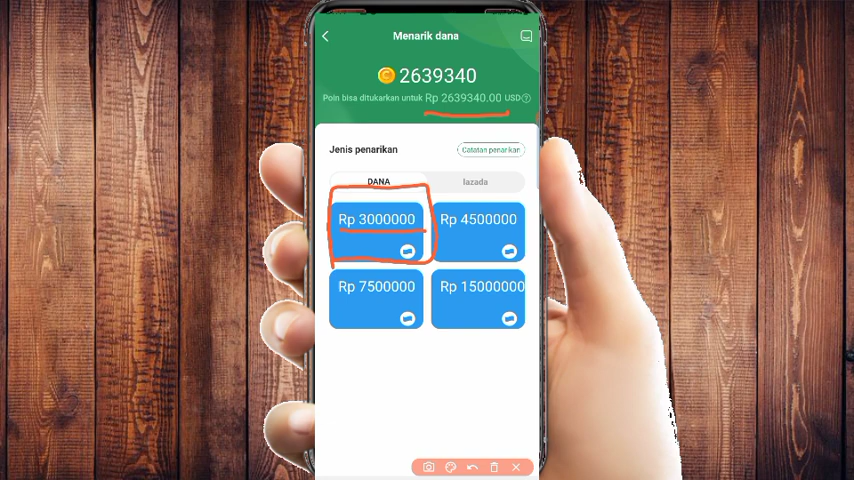 Menarik dana
2639340
Poin bisa ditukarkan untuk Rp 2639340.00 USD
Jenis penarikan
Catatan penarikan
DANA
lazada
Rp 3000000
Rp 4500000
Rp 7500000
Rp 15000000